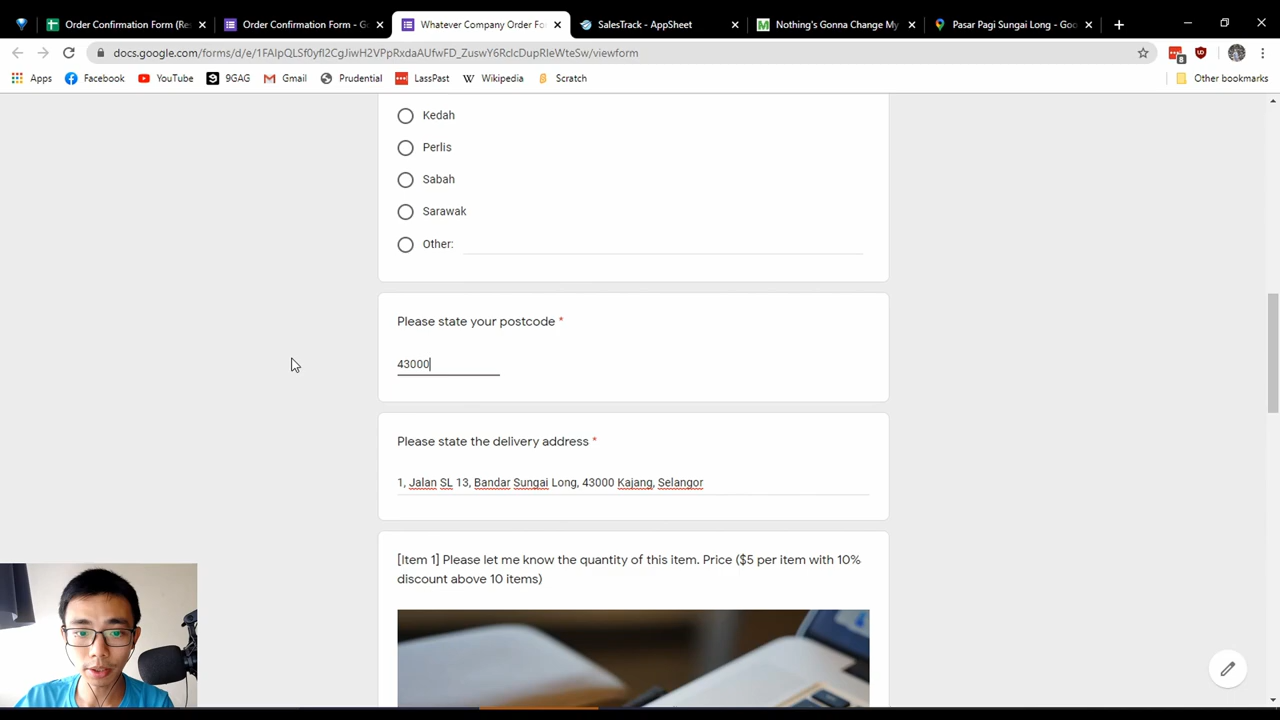 Order Confirmation Form (Re
Order Confirmation Form - G
Whatever Company Order Fo
SalesTrack - AppSheet
Nothing's Gonna Change My
Pasar Pagi Sungai Long - Goo
docs.google.com/forms/d/e/1FAIpQLSf0yfl2CgJiwH2VPpRxdaAUfwFD_ZuswY6RclcDupRIeWteSw/viewform
8
Apps
Facebook
YouTube
9GAG
Gmail
Prudential
LassPast
Wikipedia
Scratch
Other bookmarks
Kedah
Perlis
Sabah
Sarawak
Other:
Please state your postcode *
43000
Please state the delivery address *
1, Jalan SL 13, Bandar Sungai Long, 43000 Kajang, Selangor
[Item 1] Please let me know the quantity of this item. Price ($5 per item with 10%
discount above 10 items)